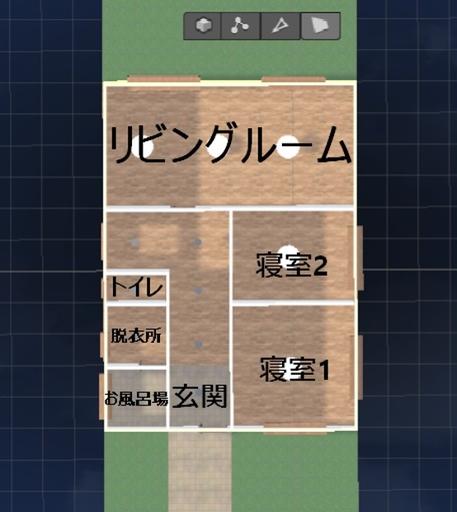 リビングルーム
寝室2
トイレ
脱衣所
寝室1
お風呂場
玄関